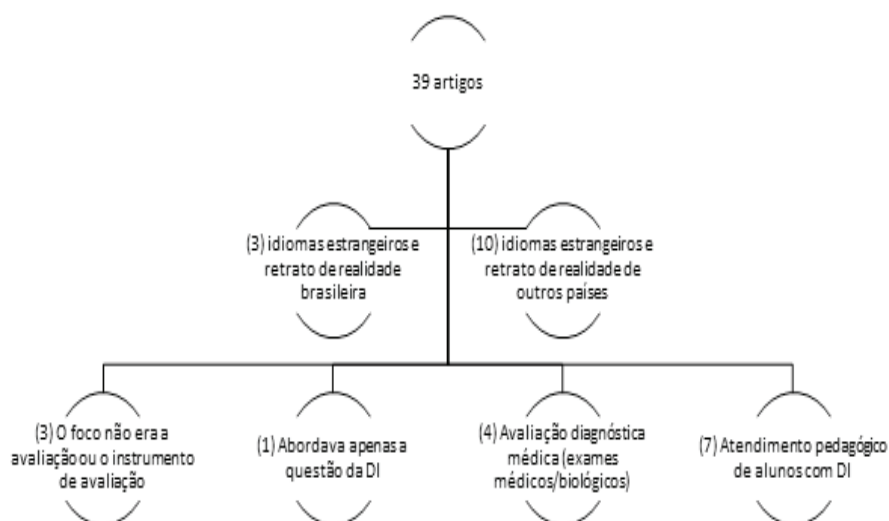 39 artigos
(3) idiomas estrangeiros e
retrato de realidade
brasileira
(10) idiomas estrangeiros e
retrato de realidade de
outros países
(3) O foco não era a
avaliação ou o instrumento
de avaliação
(1) Abordava apenas a
questão da DI
(4) Avaliação diagnóstica
médica (exames
médicos/biológicos)
(7) Atendimento pedagógico
de alunos com DI